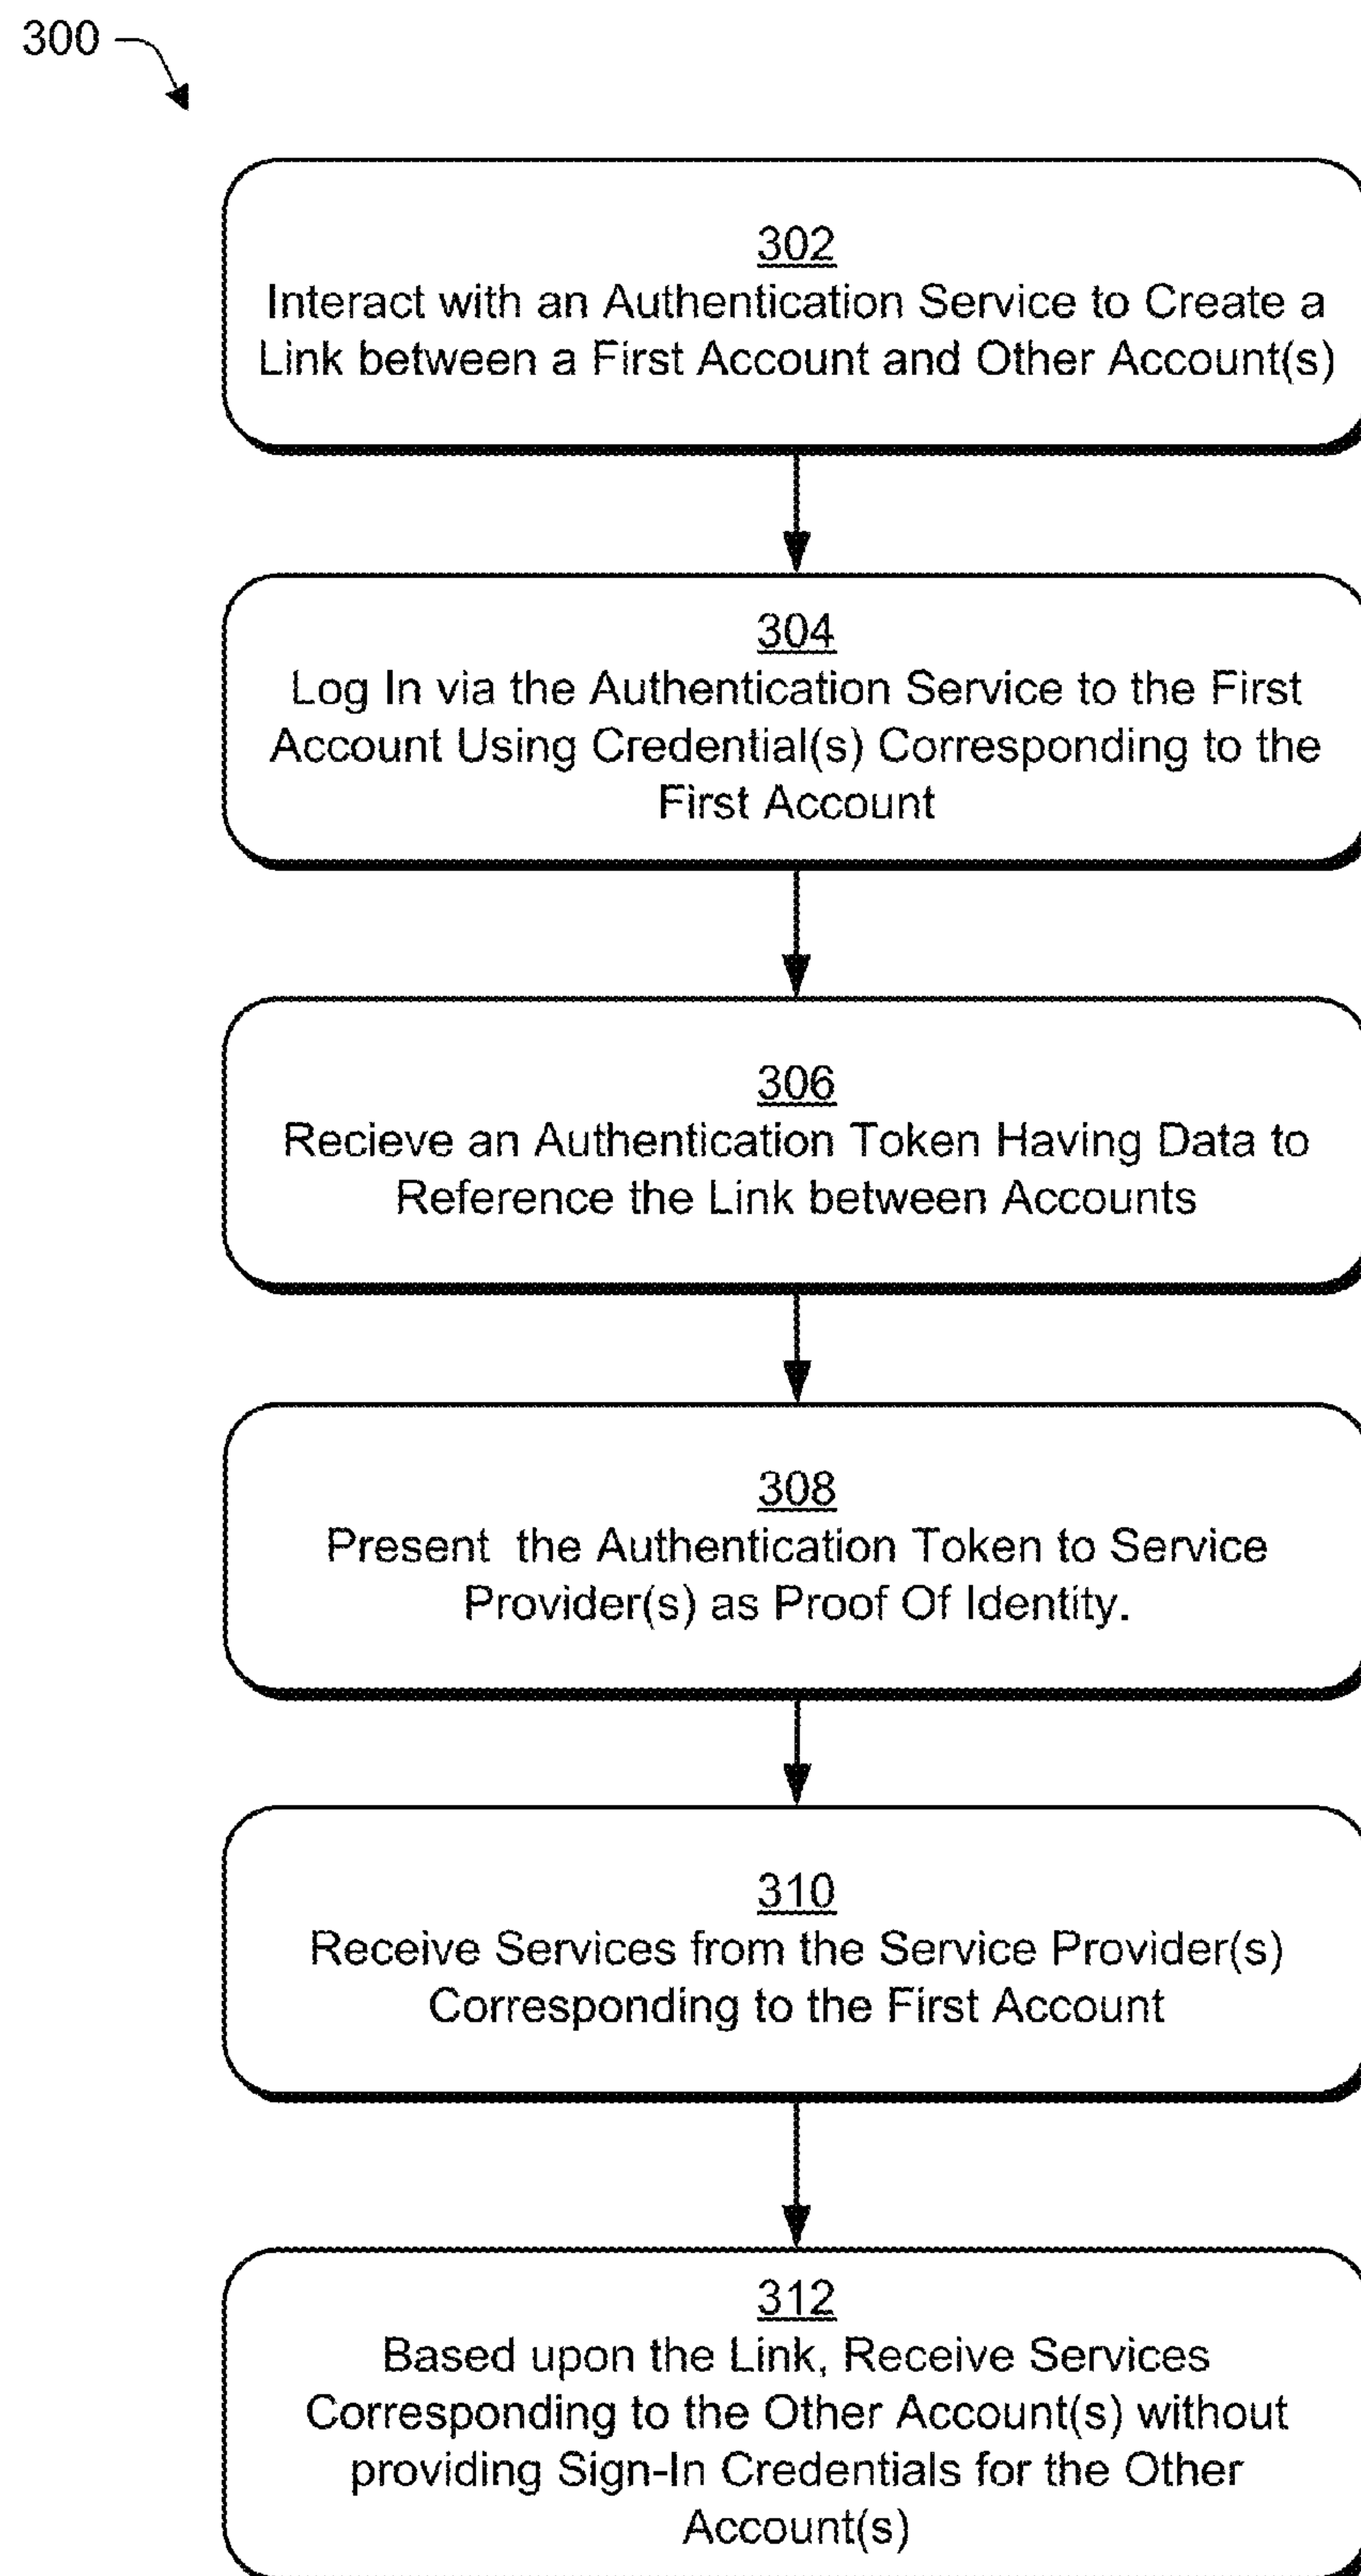 300
302
Interact with an Authentication Service to Create a
Link between a First Account and Other Account(s)
304
Log In via the Authentication Service to the First
Account Using Credential(s) Corresponding to the
First Account
306
Recieve an Authentication Token Having Data to
Reference the Link between Accounts
308
Present the Authentication Token to Service
Provider(s) as Proof Of Identity.
310
Receive Services from the Service Provider(s)
Corresponding to the First Account
312
Based upon the Link, Receive Services
Corresponding to the Other Account(s) without
providing Sign-In Credentials for the Other
Account(s)